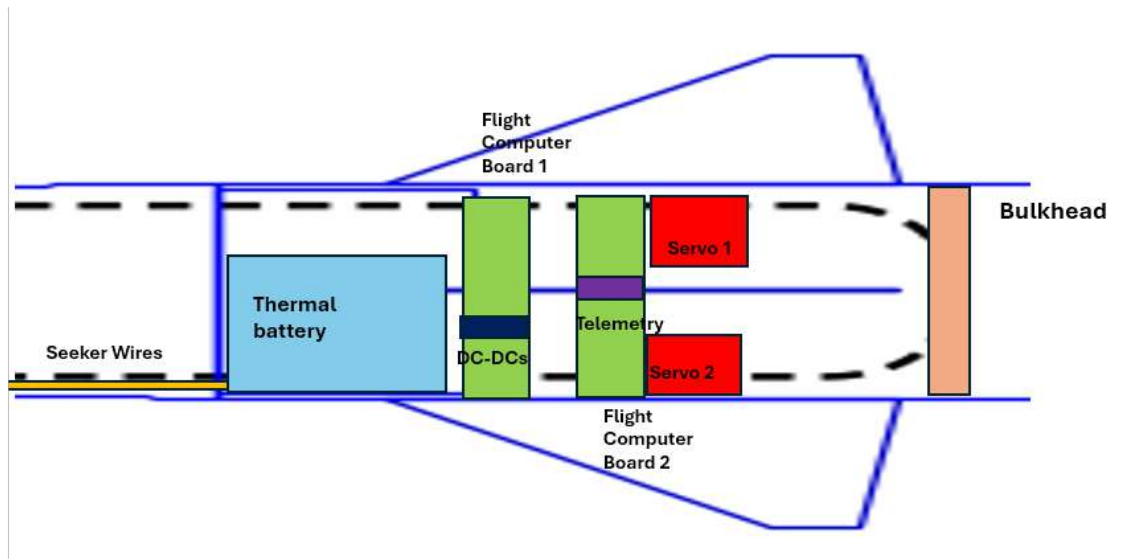 Flight
Computer
Board 1
Bulkhead
Servo 1
Thermal
battery
Telemetry
Seeker Wires
DC-DCs
Servo 2
Flight
Computer
Board 2